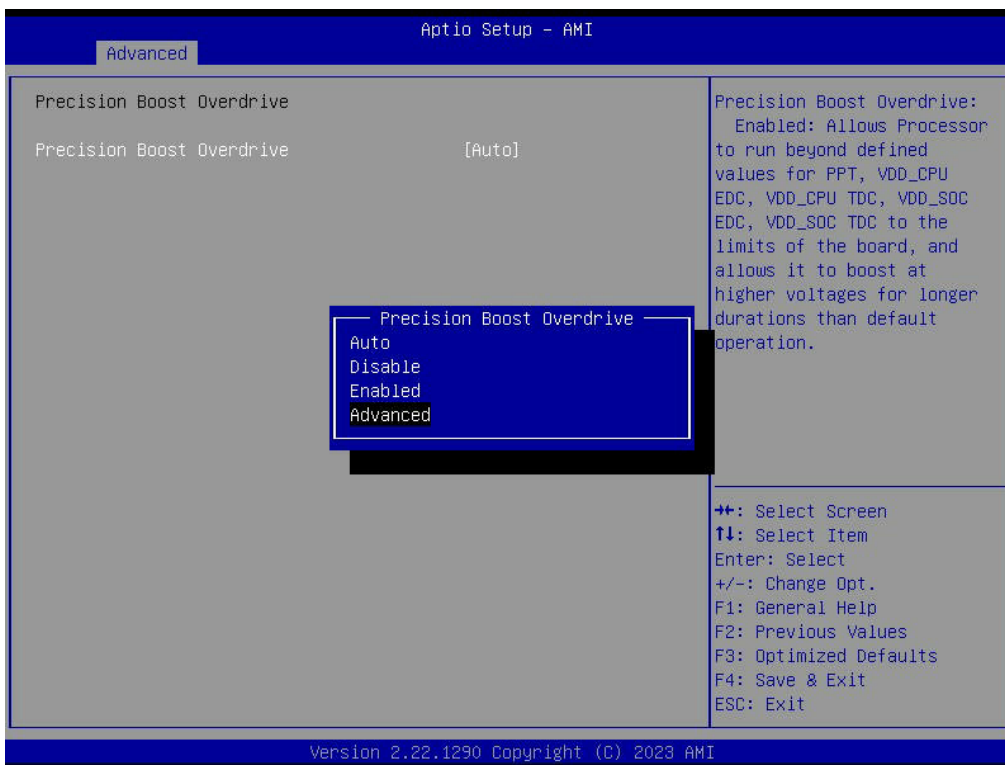 Aptio Setup – AMI
Advanced
Precision Boost Overdrive
Precision Boost Overdrive [Auto]
Precision Boost Overdrive
Auto
Disable
Enabled
Advanced
Precision Boost Overdrive:
Enabled: Allows Processor
to run beyond defined
values for PPT, VDD_CPU
EDC, VDD_CPU TDC, VDD_SOC
EDC, VDD_SOC TDC to the
limits of the board, and
allows it to boost at
higher voltages for longer
durations than default
operation.
→←: Select Screen
↑↓: Select Item
Enter: Select
+/-: Change Opt.
F1: General Help
F2: Previous Values
F3: Optimized Defaults
F4: Save & Exit
ESC: Exit
Version 2.22.1290 Copyright (C) 2023 AMI